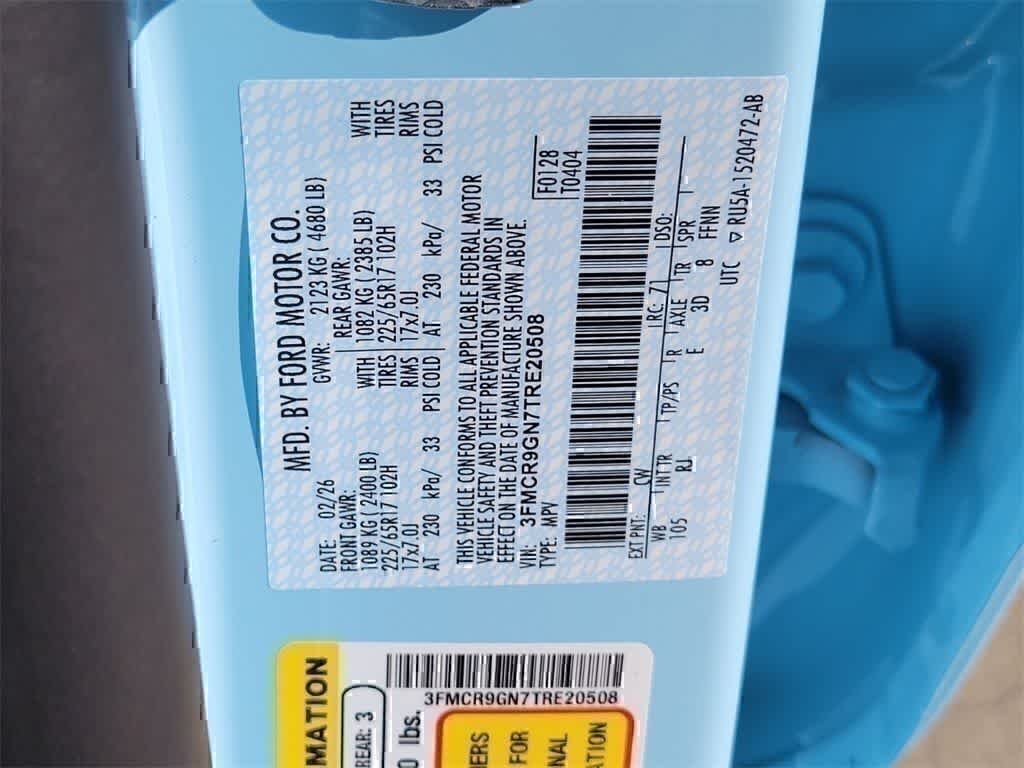 MFD. BY FORD MOTOR CO.
DATE: 02/26 GVWR: 2123 KG ( 4680 LB)
FRONT GAWR: REAR GAWR:
1089 KG ( 2400 LB) WITH 1082 KG ( 2385 LB) WITH
225/65R17 102H TIRES 225/65R17 102H TIRES
17x7.0J RIMS 17x7.0J RIMS
AT 230 kPa/ 33 PSI COLD AT 230 kPa/ 33 PSI COLD
THIS VEHICLE CONFORMS TO ALL APPLICABLE FEDERAL MOTOR
VEHICLE SAFETY AND THEFT PREVENTION STANDARDS IN
EFFECT ON THE DATE OF MANUFACTURE SHOWN ABOVE.
VIN: 3FMCR9GN7TRE20508
TYPE: MPV
F0128
T0404
EXT PNT: CW RC: 71 DSO:
WB INT TR TP/PS R AXLE TR SPR
105 RJ E 3D 8 FFNN
UTC ▽ RU5A-1520472-AB
MATION
REAR: 3
0 lbs.
3FMCR9GN7TRE20508
IERS
FOR
NAL
ATION